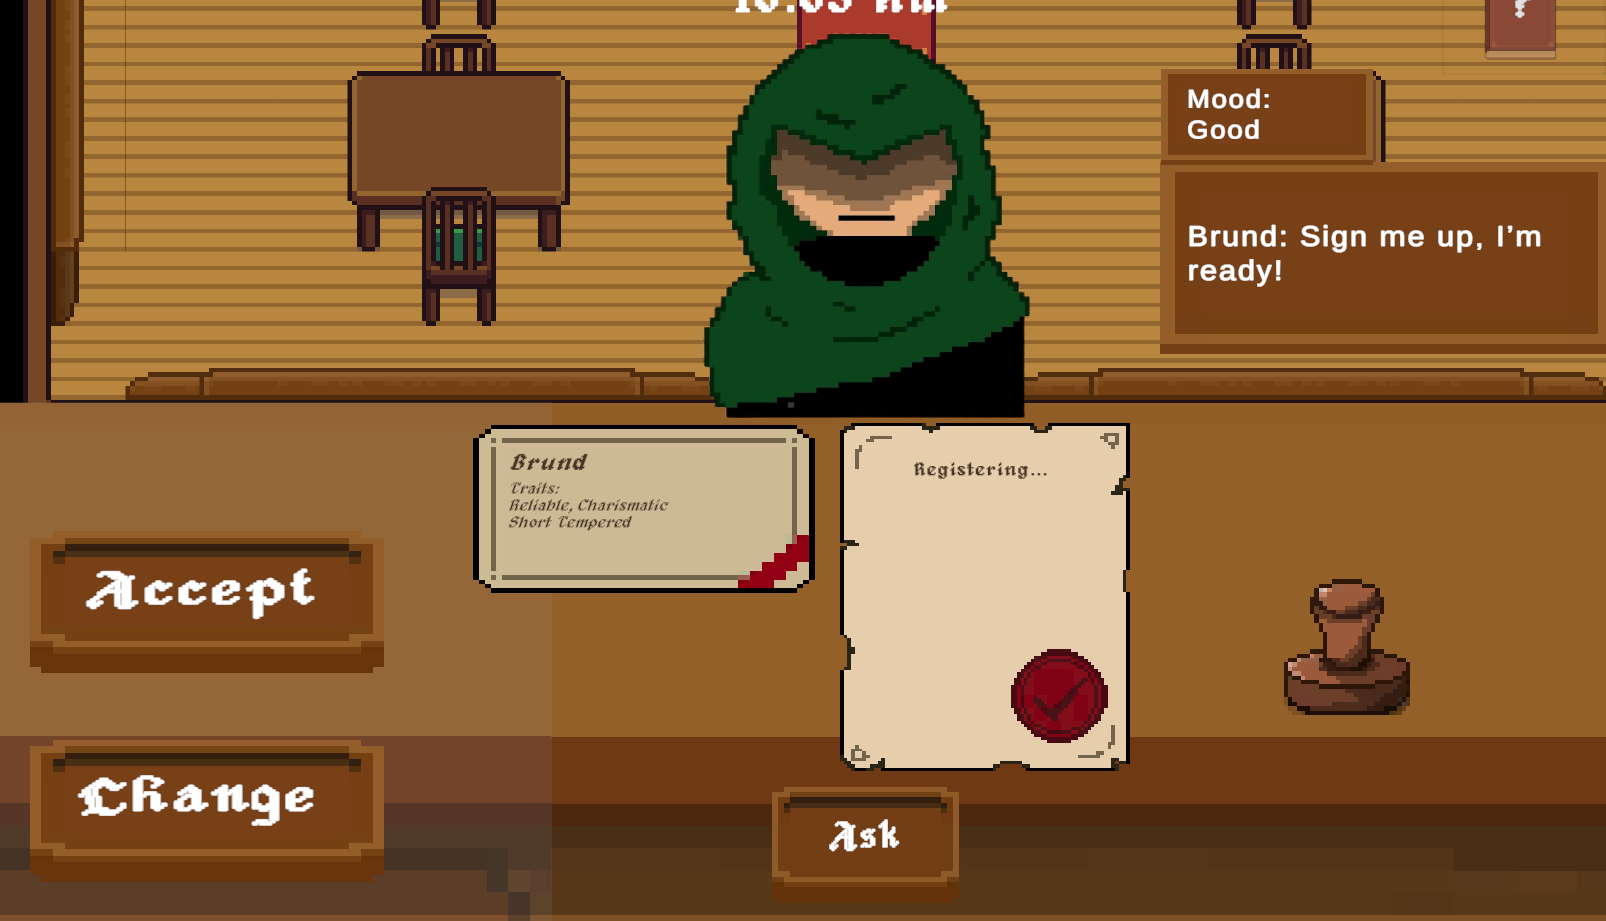 Mood:
Good
Brund: Sign me up, I'm
ready!
Brund
Traits:
Reliable, Charismatic
Short Tempered
Registering...
Accept
Change
Ask
?